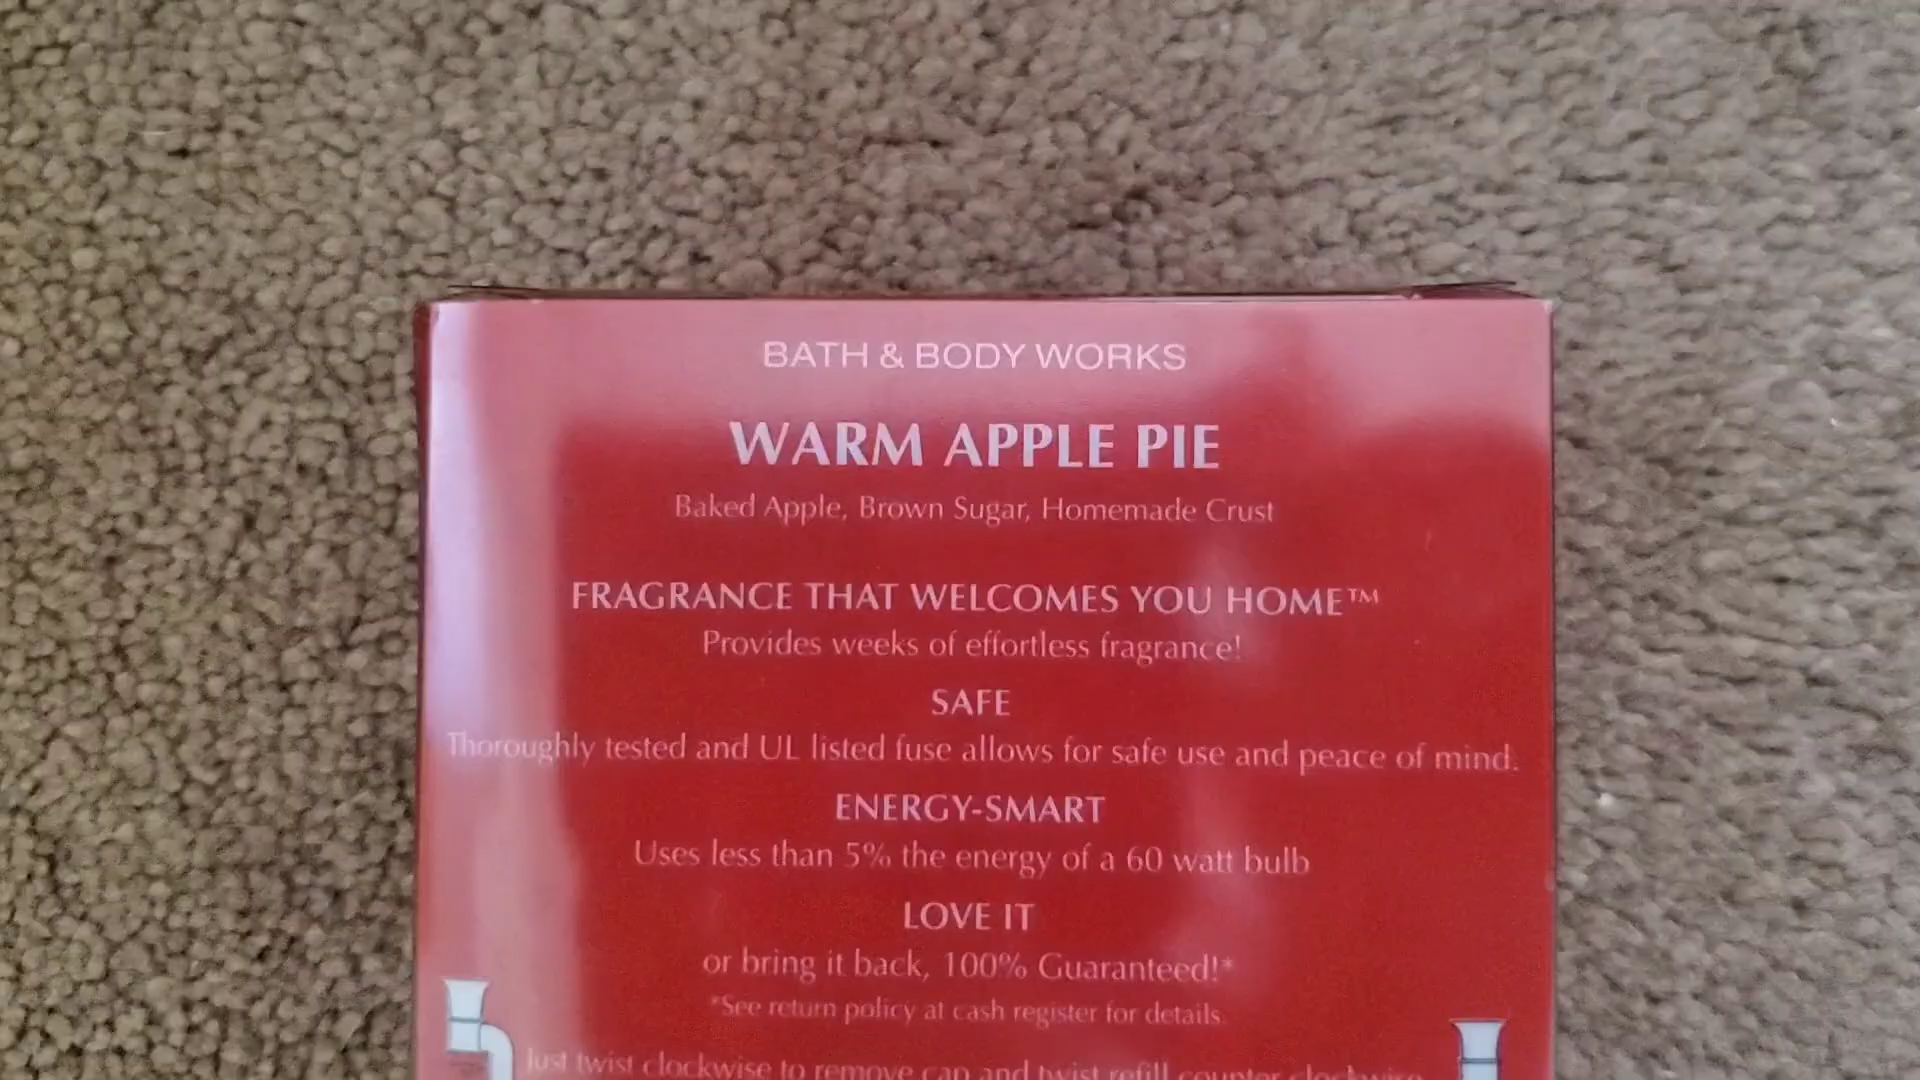 BATH & BODY WORKS
WARM APPLE PIE
Baked Apple, Brown Sugar, Homemade Crust
FRAGRANCE THAT WELCOMES YOU HOME™
Provides weeks of effortless fragrance!
SAFE
Thoroughly tested and UL listed fuse allows for safe use and peace of mind.
ENERGY-SMART
Uses less than 5% the energy of a 60 watt bulb
LOVE IT
or bring it back, 100% Guaranteed!*
*See return policy at cash register for details.
Just twist clockwise to remove cap and twist refill counter clockwise